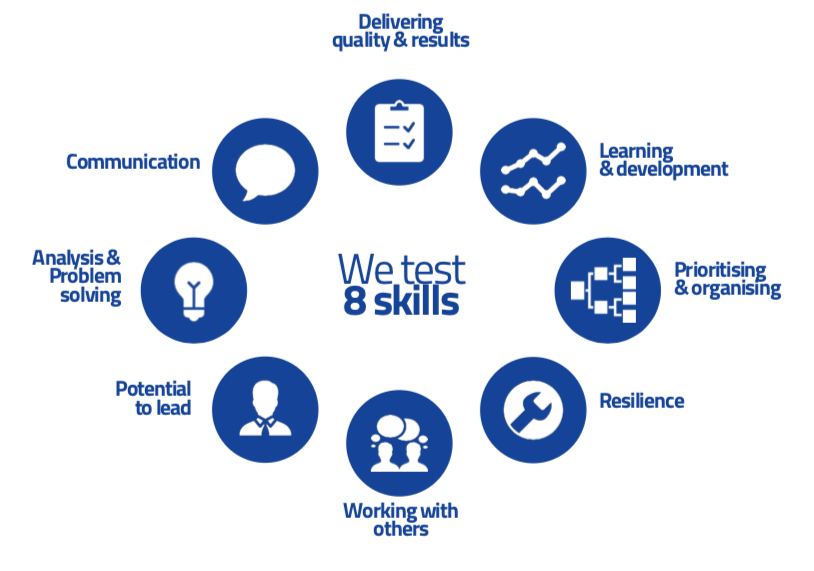 Delivering
quality & results
Communication
Learning
& development
Analysis &
Problem
solving
We test
8 skills
Prioritising
& organising
Potential
to lead
Resilience
Working with
others